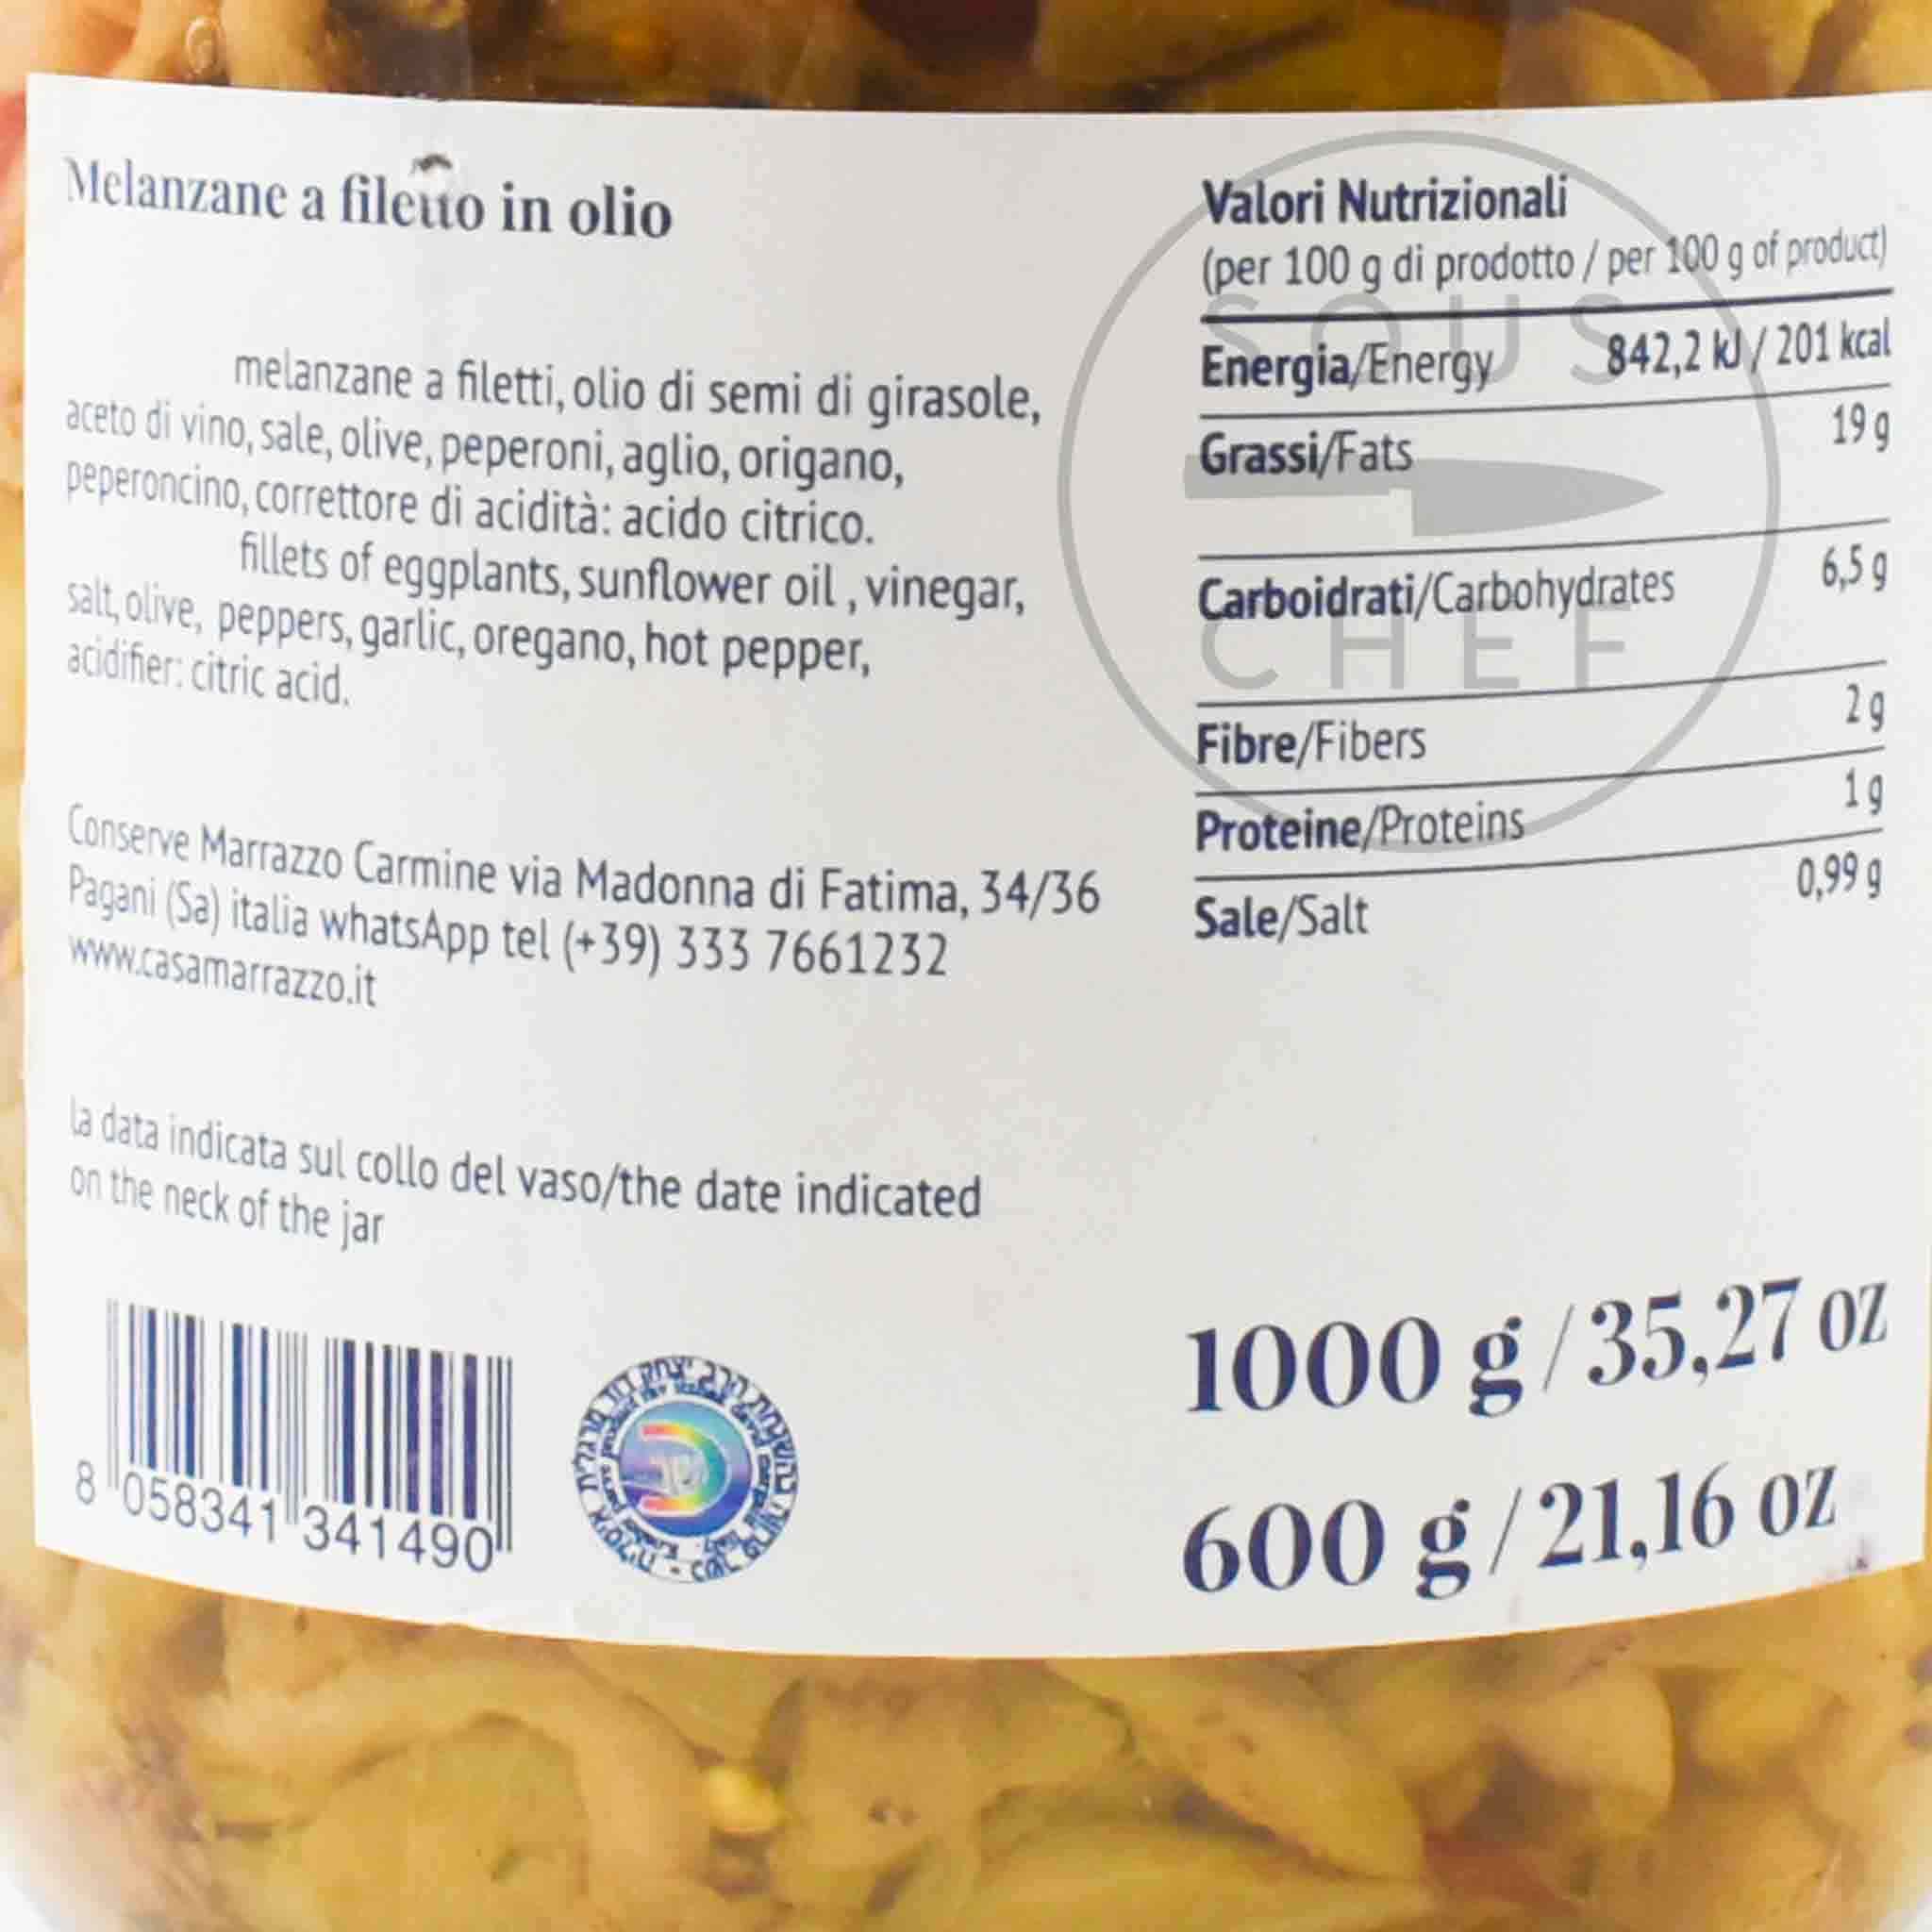 Melanzane a filetto in olio
melanzane a filetti, olio di semi di girasole,
aceto di vino, sale, olive, peperoni, aglio, origano,
peperoncino, correttore di acidità: acido citrico.
fillets of eggplants, sunflower oil , vinegar,
salt, olive, peppers, garlic, oregano, hot pepper,
acidifier: citric acid.
Conserve Marrazzo Carmine via Madonna di Fatima, 34/36
Pagani (Sa) italia whatsApp tel (+39) 333 7661232
www.casamarrazzo.it
la data indicata sul collo del vaso/the date indicated
on the neck of the jar
8 058341 341490
Valori Nutrizionali
(per 100 g di prodotto / per 100 g of product)
Energia/Energy 842,2 kJ / 201 kcal
Grassi/Fats 19 g
Carboidrati/Carbohydrates 6,5 g
Fibre/Fibers 2 g
Proteine/Proteins 1 g
Sale/Salt 0,99 g
1000 g / 35,27 oz
600 g / 21,16 oz
SOUS
CHEF